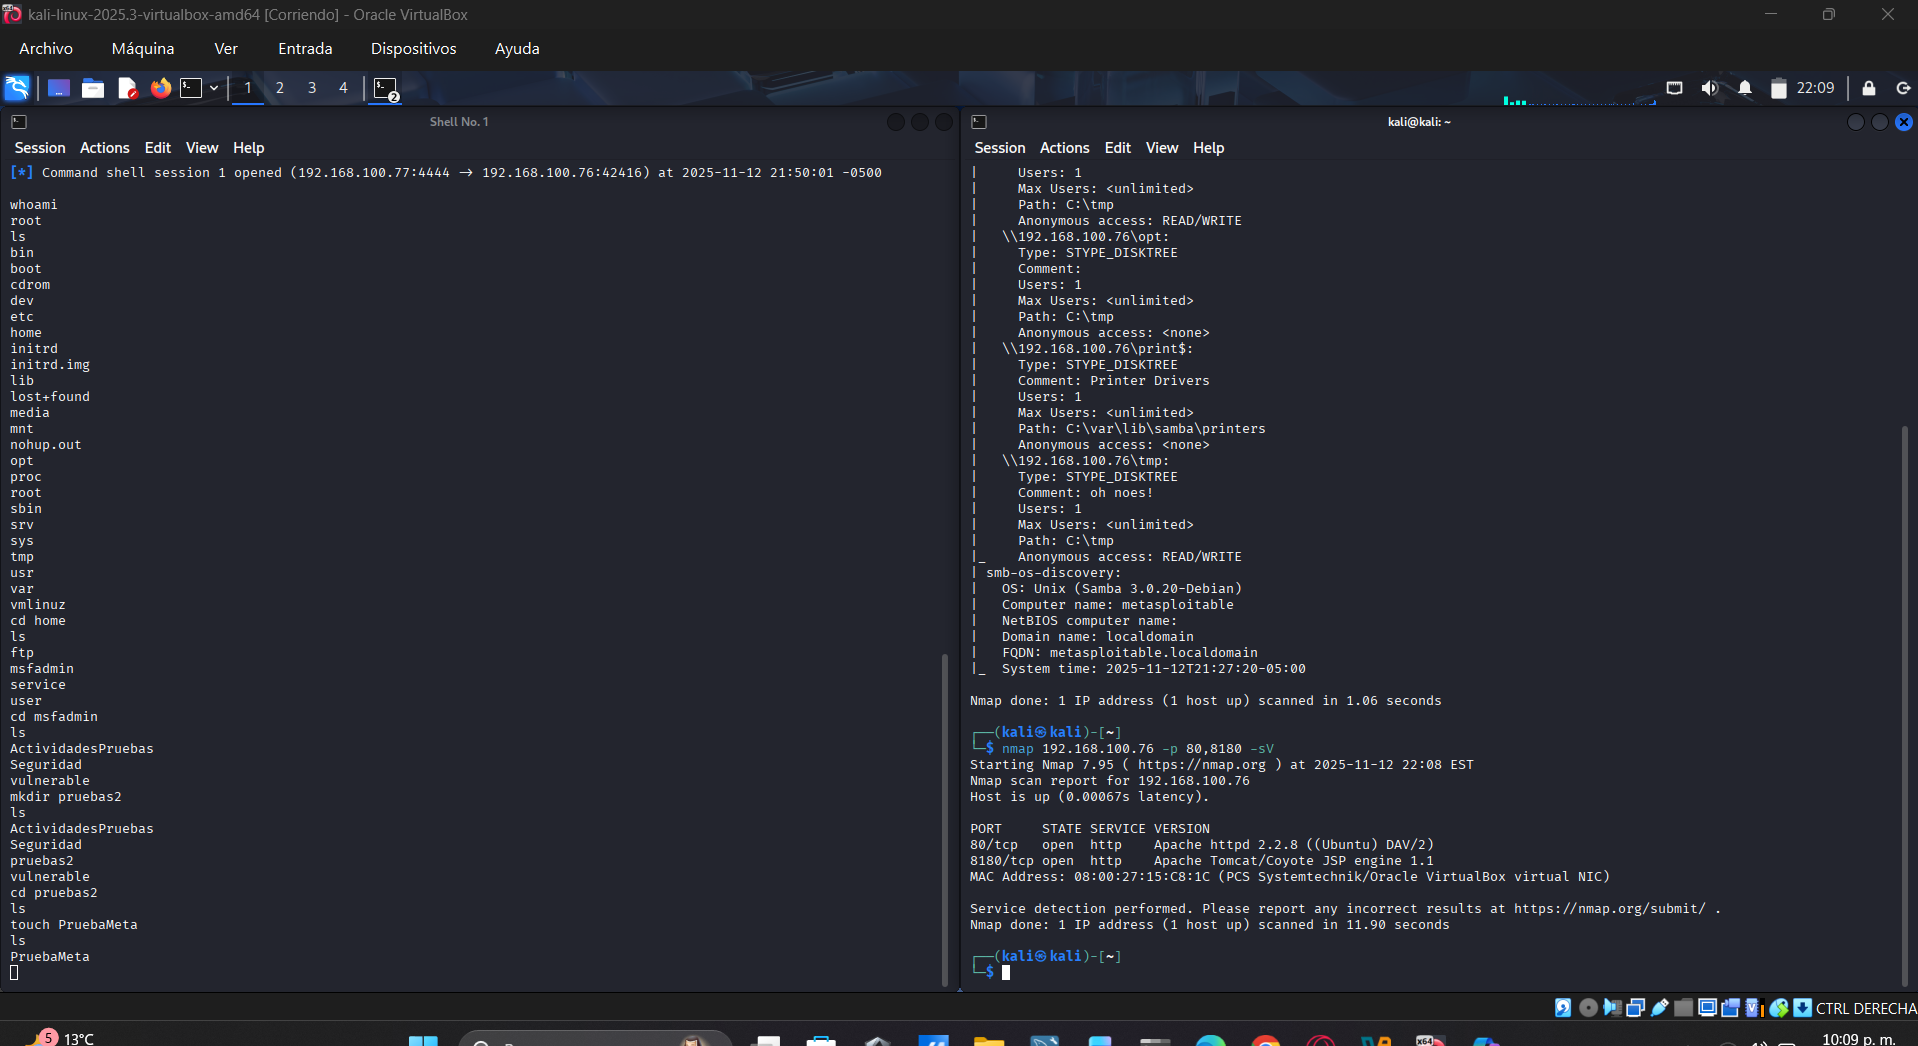 kali-linux-2025.3-virtualbox-amd64 [Corriendo] - Oracle VirtualBox
Archivo Máquina Ver Entrada Dispositivos Ayuda
1 2 3 4 2 22:09
Shell No. 1
Session Actions Edit View Help
[*] Command shell session 1 opened (192.168.100.77:4444 → 192.168.100.76:42416) at 2025-11-12 21:50:01 -0500
whoami
root
ls
bin
boot
cdrom
dev
etc
home
initrd
initrd.img
lib
lost+found
media
mnt
nohup.out
opt
proc
root
sbin
srv
sys
tmp
usr
var
vmlinuz
cd home
ls
ftp
msfadmin
service
user
cd msfadmin
ls
ActividadesPruebas
Seguridad
vulnerable
mkdir pruebas2
ls
ActividadesPruebas
Seguridad
pruebas2
vulnerable
cd pruebas2
ls
touch PruebaMeta
ls
PruebaMeta
kali@kali: ~
Session Actions Edit View Help
|     Users: 1
|     Max Users: <unlimited>
|     Path: C:\tmp
|     Anonymous access: READ/WRITE
|   \\192.168.100.76\opt:
|     Type: STYPE_DISKTREE
|     Comment:
|     Users: 1
|     Max Users: <unlimited>
|     Path: C:\tmp
|     Anonymous access: <none>
|   \\192.168.100.76\print$:
|     Type: STYPE_DISKTREE
|     Comment: Printer Drivers
|     Users: 1
|     Max Users: <unlimited>
|     Path: C:\var\lib\samba\printers
|     Anonymous access: <none>
|   \\192.168.100.76\tmp:
|     Type: STYPE_DISKTREE
|     Comment: oh noes!
|     Users: 1
|     Max Users: <unlimited>
|     Path: C:\tmp
|_    Anonymous access: READ/WRITE
| smb-os-discovery:
|   OS: Unix (Samba 3.0.20-Debian)
|   Computer name: metasploitable
|   NetBIOS computer name:
|   Domain name: localdomain
|   FQDN: metasploitable.localdomain
|_  System time: 2025-11-12T21:27:20-05:00
Nmap done: 1 IP address (1 host up) scanned in 1.06 seconds
┌──(kali㉿kali)-[~]
└─$ nmap 192.168.100.76 -p 80,8180 -sV
Starting Nmap 7.95 ( https://nmap.org ) at 2025-11-12 22:08 EST
Nmap scan report for 192.168.100.76
Host is up (0.00067s latency).
PORT     STATE SERVICE VERSION
80/tcp   open  http    Apache httpd 2.2.8 ((Ubuntu) DAV/2)
8180/tcp open  http    Apache Tomcat/Coyote JSP engine 1.1
MAC Address: 08:00:27:15:C8:1C (PCS Systemtechnik/Oracle VirtualBox virtual NIC)
Service detection performed. Please report any incorrect results at https://nmap.org/submit/ .
Nmap done: 1 IP address (1 host up) scanned in 11.90 seconds
┌──(kali㉿kali)-[~]
└─$
CTRL DERECHA
5 13°C
x64
10:09 p. m.